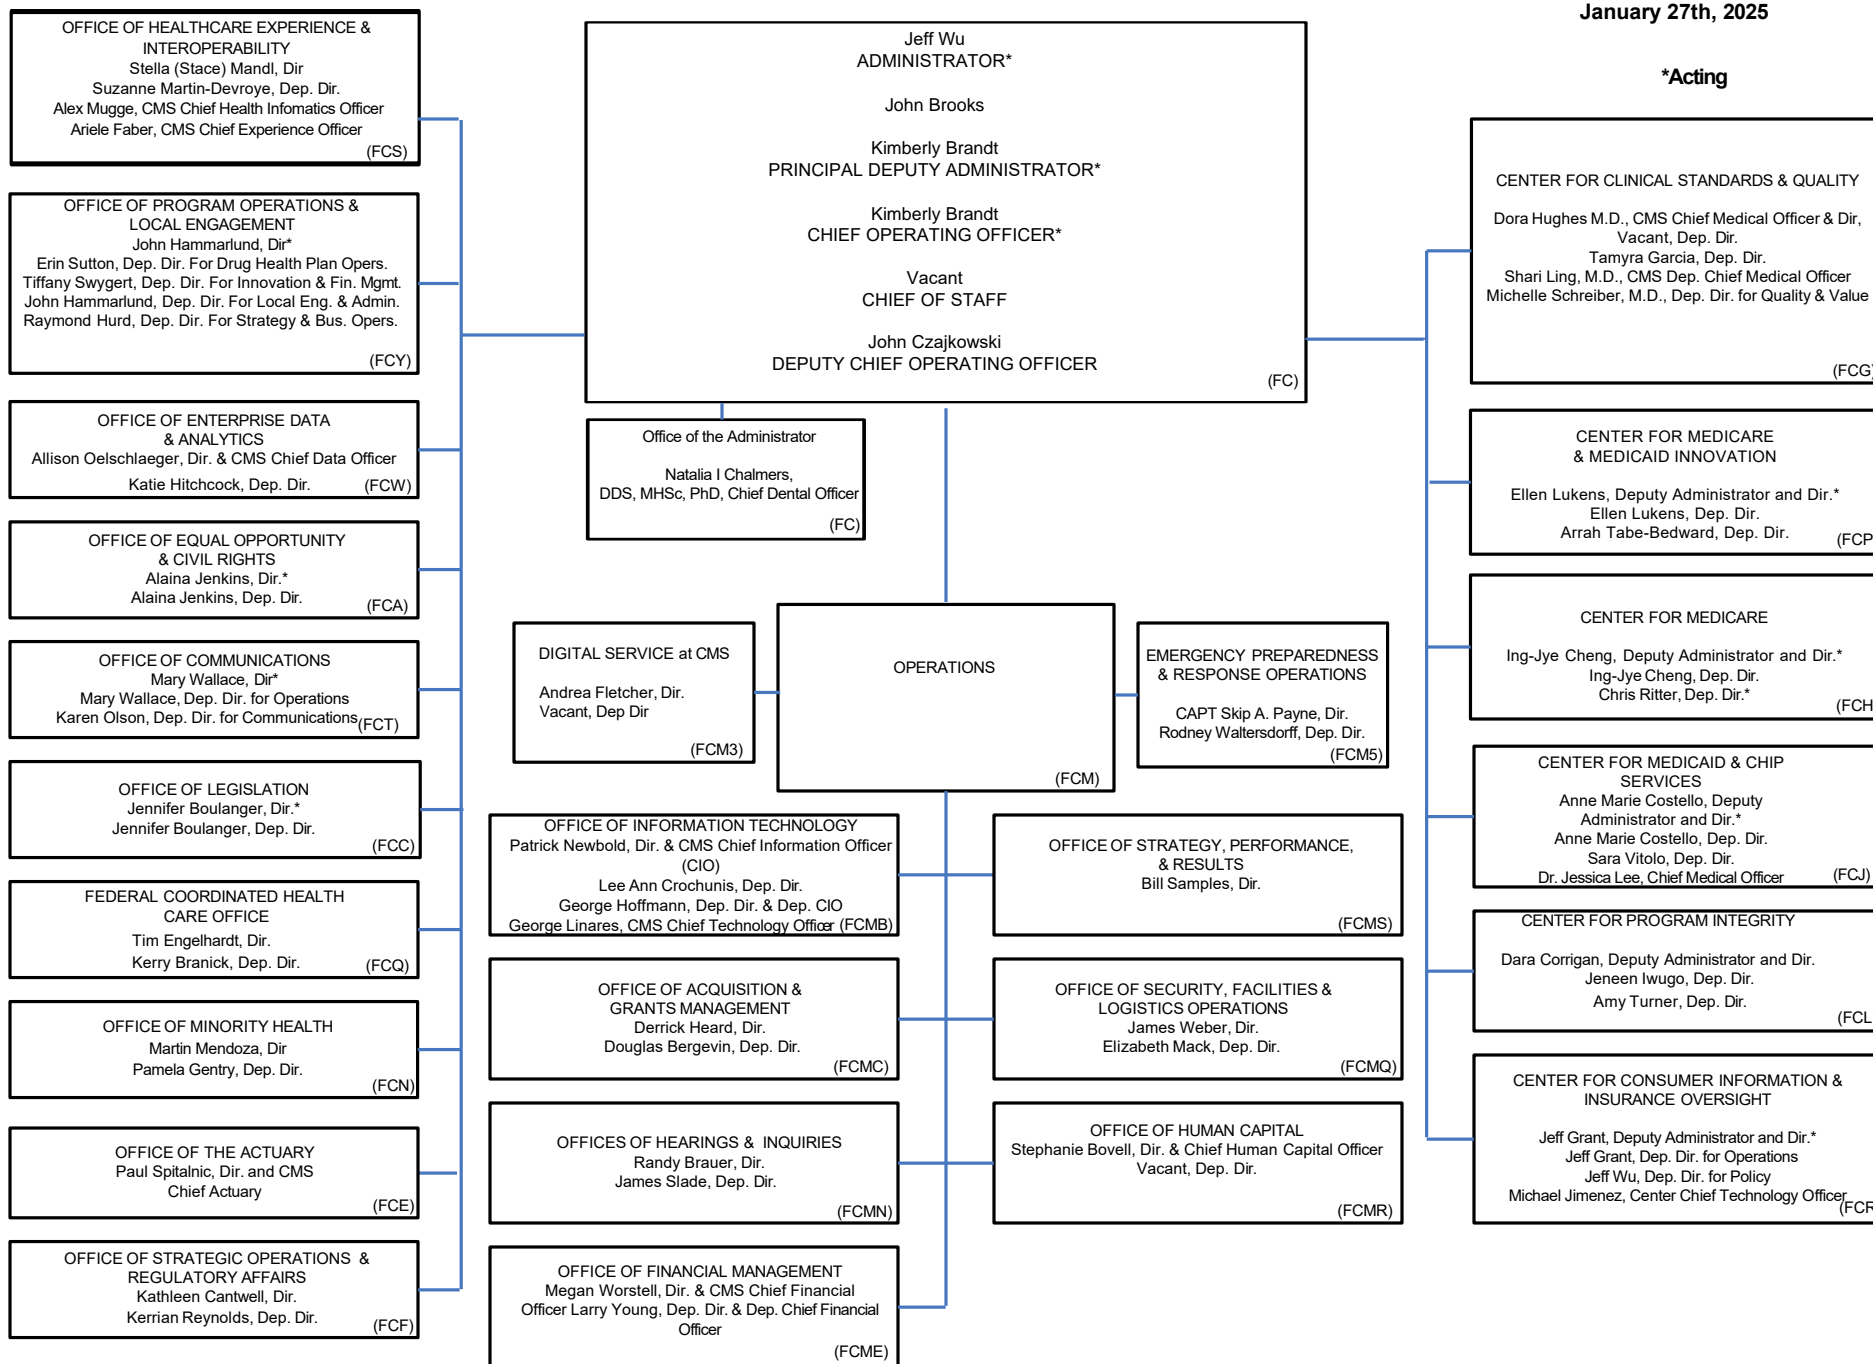 January 27th, 2025
*Acting
OFFICE OF HEALTHCARE EXPERIENCE &
INTEROPERABILITY
Stella (Stace) Mandl, Dir
Suzanne Martin-Devroye, Dep. Dir.
Alex Mugge, CMS Chief Health Infomatics Officer
Ariele Faber, CMS Chief Experience Officer
(FCS)
OFFICE OF PROGRAM OPERATIONS &
LOCAL ENGAGEMENT
John Hammarlund, Dir*
Erin Sutton, Dep. Dir. For Drug Health Plan Opers.
Tiffany Swygert, Dep. Dir. For Innovation & Fin. Mgmt.
John Hammarlund, Dep. Dir. For Local Eng. & Admin.
Raymond Hurd, Dep. Dir. For Strategy & Bus. Opers.
(FCY)
OFFICE OF ENTERPRISE DATA
& ANALYTICS
Allison Oelschlaeger, Dir. & CMS Chief Data Officer
Katie Hitchcock, Dep. Dir. (FCW)
OFFICE OF EQUAL OPPORTUNITY
& CIVIL RIGHTS
Alaina Jenkins, Dir.*
Alaina Jenkins, Dep. Dir.
(FCA)
OFFICE OF COMMUNICATIONS
Mary Wallace, Dir*
Mary Wallace, Dep. Dir. for Operations
Karen Olson, Dep. Dir. for Communications
(FCT)
OFFICE OF LEGISLATION
Jennifer Boulanger, Dir.*
Jennifer Boulanger, Dep. Dir.
(FCC)
FEDERAL COORDINATED HEALTH
CARE OFFICE
Tim Engelhardt, Dir.
Kerry Branick, Dep. Dir. (FCQ)
OFFICE OF MINORITY HEALTH
Martin Mendoza, Dir
Pamela Gentry, Dep. Dir.
(FCN)
OFFICE OF THE ACTUARY
Paul Spitalnic, Dir. and CMS
Chief Actuary
(FCE)
OFFICE OF STRATEGIC OPERATIONS &
REGULATORY AFFAIRS
Kathleen Cantwell, Dir.
Kerrian Reynolds, Dep. Dir.
(FCF)
Jeff Wu
ADMINISTRATOR*
John Brooks
Kimberly Brandt
PRINCIPAL DEPUTY ADMINISTRATOR*
Kimberly Brandt
CHIEF OPERATING OFFICER*
Vacant
CHIEF OF STAFF
John Czajkowski
DEPUTY CHIEF OPERATING OFFICER
(FC)
Office of the Administrator
Natalia I Chalmers,
DDS, MHSc, PhD, Chief Dental Officer
(FC)
DIGITAL SERVICE at CMS
Andrea Fletcher, Dir.
Vacant, Dep Dir
(FCM3)
OPERATIONS
(FCM)
EMERGENCY PREPAREDNESS
& RESPONSE OPERATIONS
CAPT Skip A. Payne, Dir.
Rodney Waltersdorff, Dep. Dir.
(FCM5)
OFFICE OF INFORMATION TECHNOLOGY
Patrick Newbold, Dir. & CMS Chief Information Officer
(CIO)
Lee Ann Crochunis, Dep. Dir.
George Hoffmann, Dep. Dir. & Dep. CIO
George Linares, CMS Chief Technology Officer (FCMB)
OFFICE OF STRATEGY, PERFORMANCE,
& RESULTS
Bill Samples, Dir.
(FCMS)
OFFICE OF ACQUISITION &
GRANTS MANAGEMENT
Derrick Heard, Dir.
Douglas Bergevin, Dep. Dir.
(FCMC)
OFFICE OF SECURITY, FACILITIES &
LOGISTICS OPERATIONS
James Weber, Dir.
Elizabeth Mack, Dep. Dir.
(FCMQ)
OFFICES OF HEARINGS & INQUIRIES
Randy Brauer, Dir.
James Slade, Dep. Dir.
(FCMN)
OFFICE OF HUMAN CAPITAL
Stephanie Bovell, Dir. & Chief Human Capital Officer
Vacant, Dep. Dir.
(FCMR)
OFFICE OF FINANCIAL MANAGEMENT
Megan Worstell, Dir. & CMS Chief Financial
Officer Larry Young, Dep. Dir. & Dep. Chief Financial
Officer
(FCME)
CENTER FOR CLINICAL STANDARDS & QUALITY
Dora Hughes M.D., CMS Chief Medical Officer & Dir,
Vacant, Dep. Dir.
Tamyra Garcia, Dep. Dir.
Shari Ling, M.D., CMS Dep. Chief Medical Officer
Michelle Schreiber, M.D., Dep. Dir. for Quality & Value
(FCG)
CENTER FOR MEDICARE
& MEDICAID INNOVATION
Ellen Lukens, Deputy Administrator and Dir.*
Ellen Lukens, Dep. Dir.
Arrah Tabe-Bedward, Dep. Dir.
(FCP
CENTER FOR MEDICARE
Ing-Jye Cheng, Deputy Administrator and Dir.*
Ing-Jye Cheng, Dep. Dir.
Chris Ritter, Dep. Dir.*
(FCH
CENTER FOR MEDICAID & CHIP
SERVICES
Anne Marie Costello, Deputy
Administrator and Dir.*
Anne Marie Costello, Dep. Dir.
Sara Vitolo, Dep. Dir.
Dr. Jessica Lee, Chief Medical Officer
(FCJ)
CENTER FOR PROGRAM INTEGRITY
Dara Corrigan, Deputy Administrator and Dir.
Jeneen Iwugo, Dep. Dir.
Amy Turner, Dep. Dir.
(FCL
CENTER FOR CONSUMER INFORMATION &
INSURANCE OVERSIGHT
Jeff Grant, Deputy Administrator and Dir.*
Jeff Grant, Dep. Dir. for Operations
Jeff Wu, Dep. Dir. for Policy
Michael Jimenez, Center Chief Technology Officer
(FCR